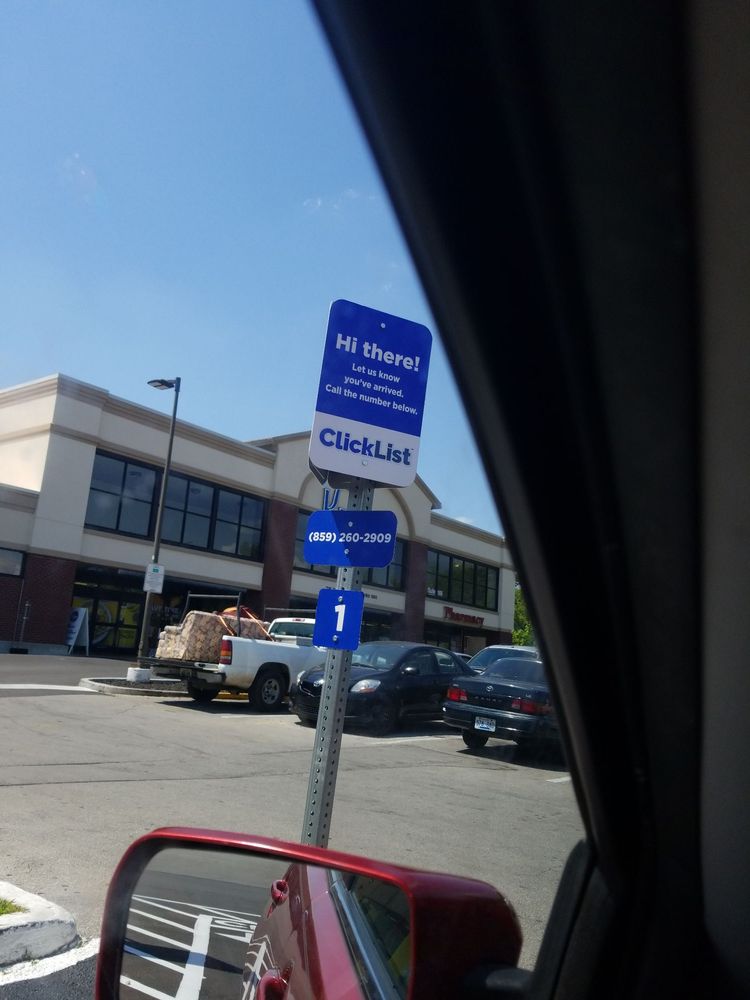 Hi there!
Let us know
you've arrived.
Call the number below.
ClickList
(859) 260-2909
1
Pharmacy